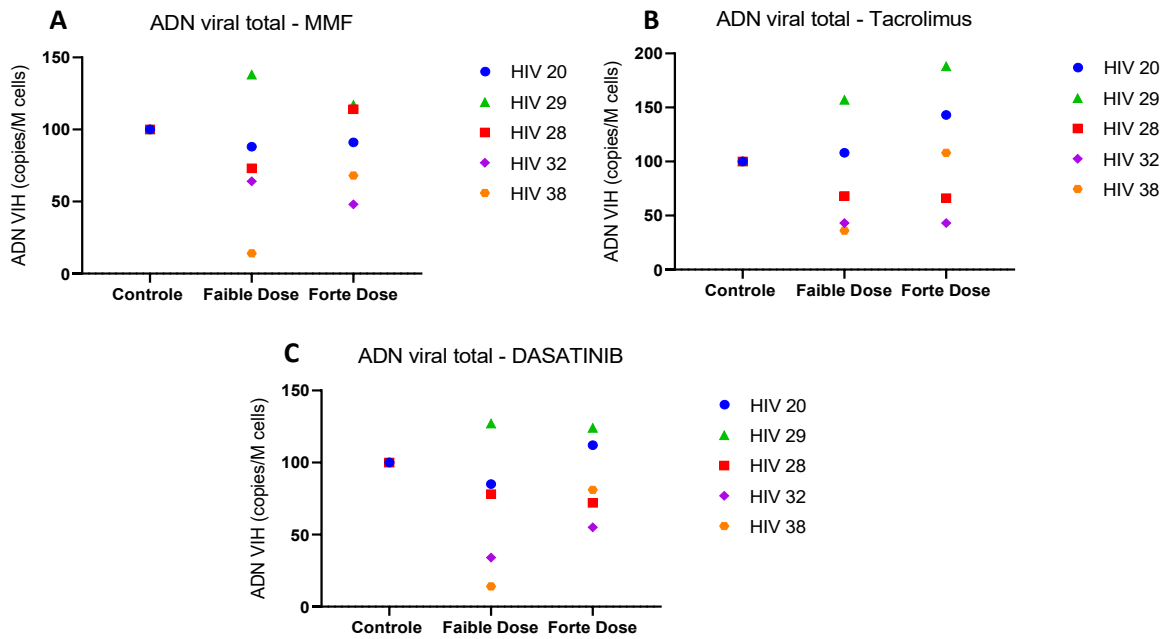 A
ADN viral total - MMF
ADN VIH (copies/M cells)
150
100
50
0
Controle
Faible Dose
Forte Dose
HIV 20
HIV 29
HIV 28
HIV 32
HIV 38
B
ADN viral total - Tacrolimus
ADN VIH (copies/M cells)
200
150
100
50
0
Controle
Faible Dose
Forte Dose
HIV 20
HIV 29
HIV 28
HIV 32
HIV 38
C
ADN viral total - DASATINIB
ADN VIH (copies/M cells)
150
100
50
0
Controle
Faible Dose
Forte Dose
HIV 20
HIV 29
HIV 28
HIV 32
HIV 38